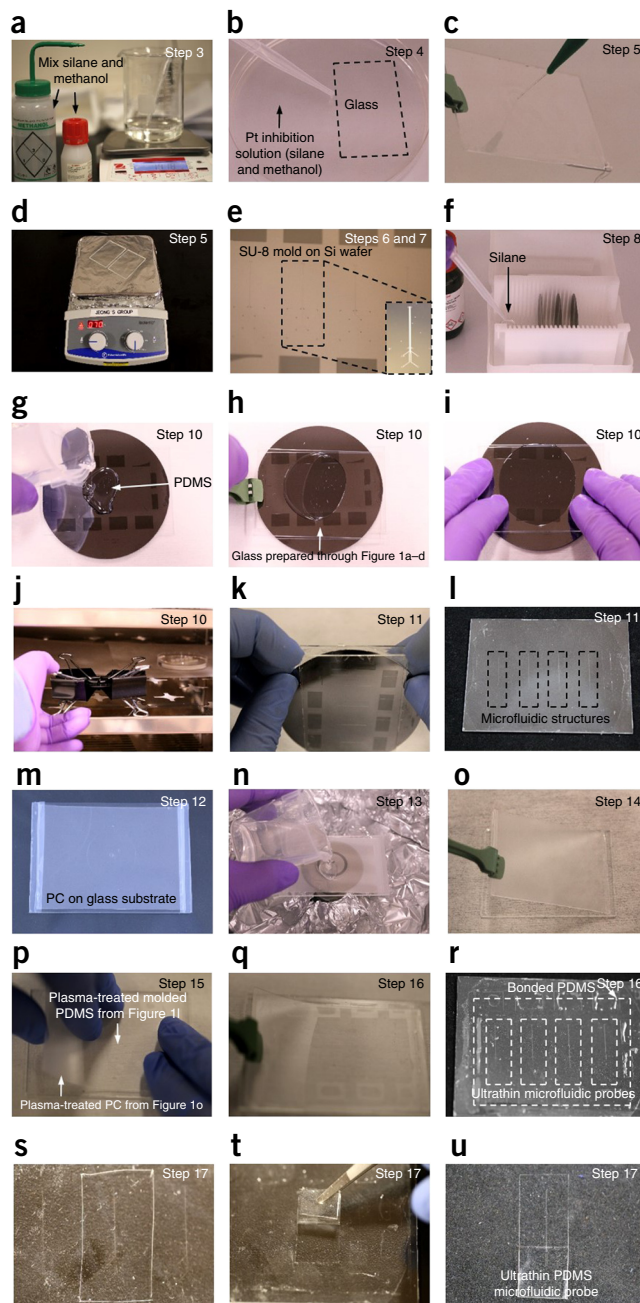 a
Step 3
Mix silane and
methanol
METHANOL
b
Step 4
Glass
Pt inhibition
solution (silane
and methanol)
c
Step 5
d
Step 5
JEONG S GROUP
070
e
Steps 6 and 7
SU-8 mold on Si wafer
f
Step 8
Silane
g
Step 10
PDMS
h
Step 10
Glass prepared through Figure 1a–d
i
Step 10
j
Step 10
k
Step 11
l
Step 11
Microfluidic structures
m
Step 12
PC on glass substrate
n
Step 13
o
Step 14
p
Step 15
Plasma-treated molded
PDMS from Figure 1l
Plasma-treated PC from Figure 1o
q
Step 16
r
Step 16
Bonded PDMS
Ultrathin microfluidic probes
s
Step 17
t
Step 17
u
Step 17
Ultrathin PDMS
microfluidic probe